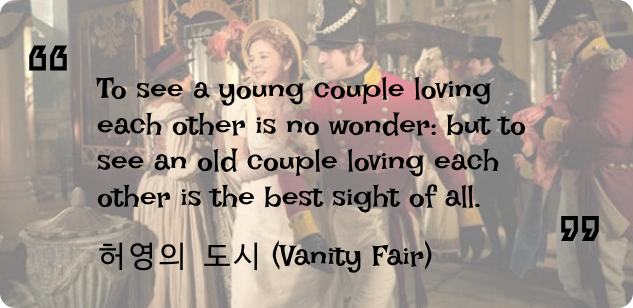 “
To see a young couple loving
each other is no wonder: but to
see an old couple loving each
other is the best sight of all.
”
허영의 도시 (Vanity Fair)